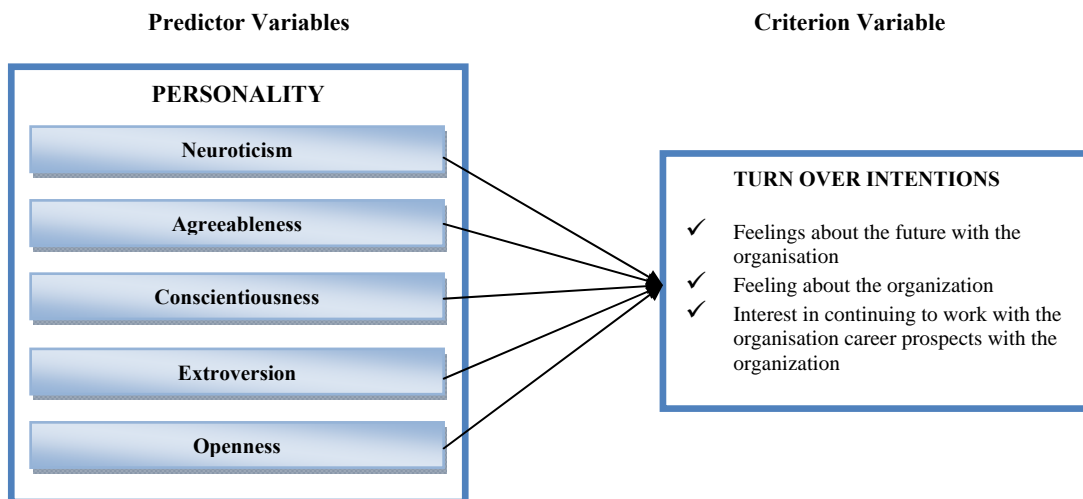 Predictor Variables
Criterion Variable
PERSONALITY
Neuroticism
Agreeableness
Conscientiousness
Extroversion
Openness
TURN OVER INTENTIONS
✓ Feelings about the future with the
organisation
✓ Feeling about the organization
✓ Interest in continuing to work with the
organisation career prospects with the
organization